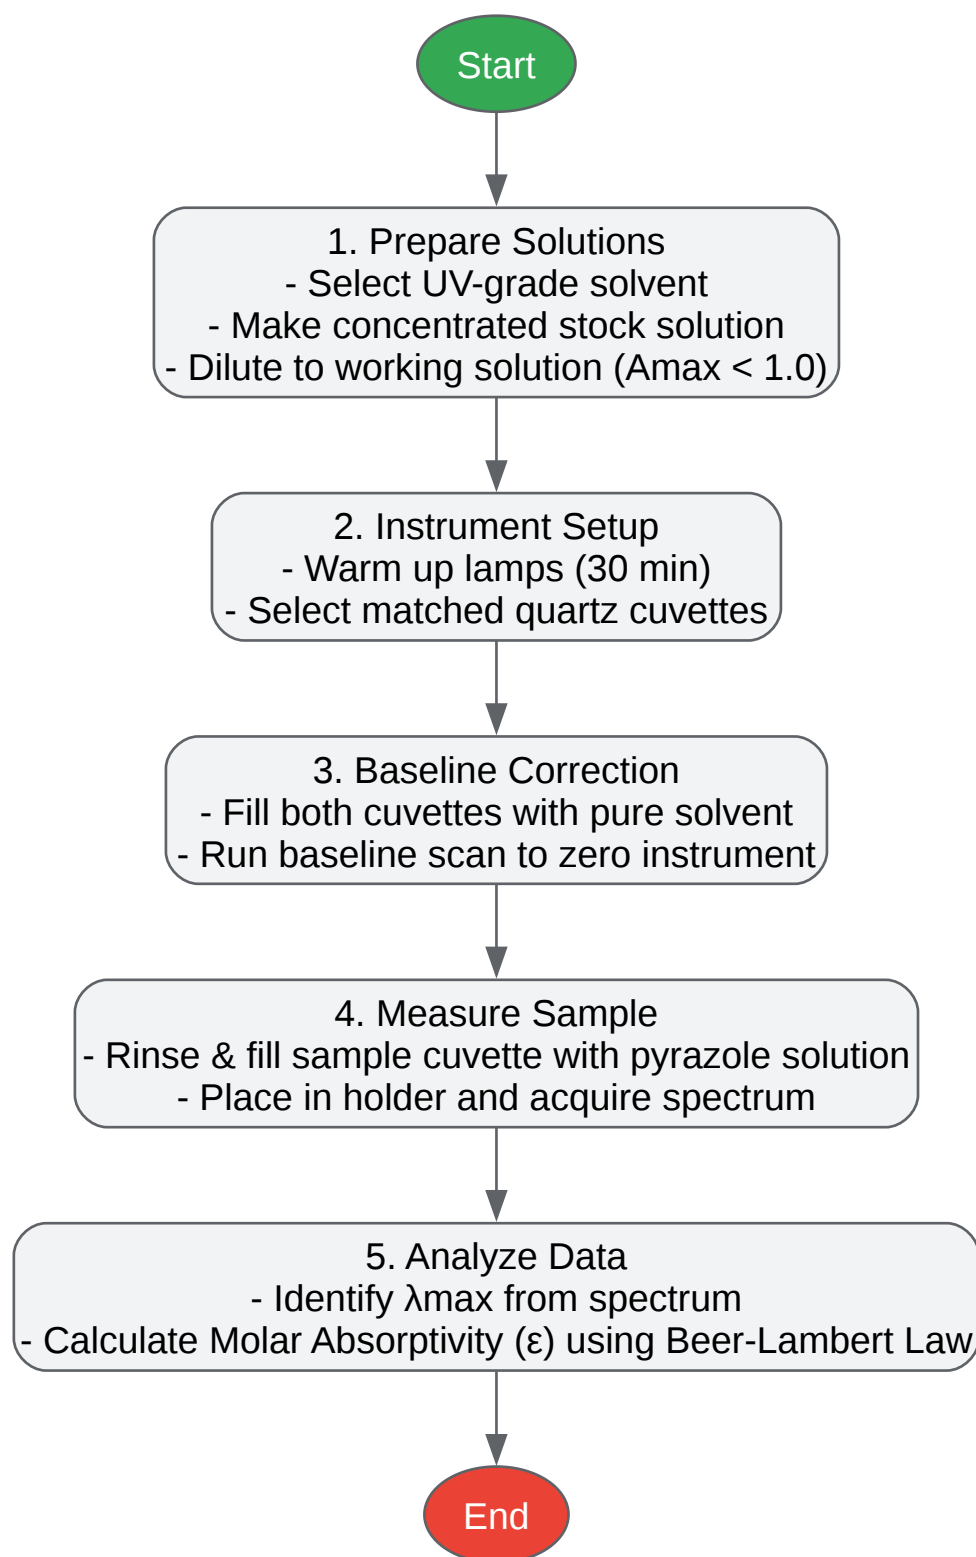 Start
1. Prepare Solutions
- Select UV-grade solvent
- Make concentrated stock solution
- Dilute to working solution (Amax < 1.0)
2. Instrument Setup
- Warm up lamps (30 min)
- Select matched quartz cuvettes
3. Baseline Correction
- Fill both cuvettes with pure solvent
- Run baseline scan to zero instrument
4. Measure Sample
- Rinse & fill sample cuvette with pyrazole solution
- Place in holder and acquire spectrum
5. Analyze Data
- Identify λmax from spectrum
- Calculate Molar Absorptivity (ε) using Beer-Lambert Law
End